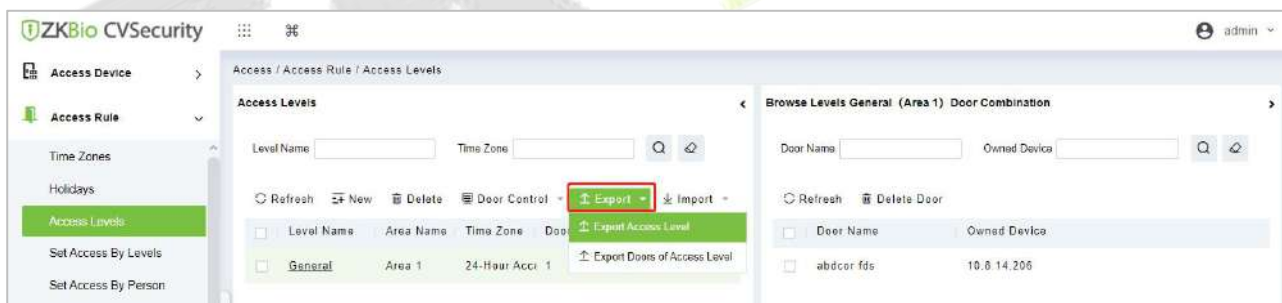 ZKBio CVSecurity
admin
Access Device
Access Rule
Time Zones
Holidays
Access Levels
Set Access By Levels
Set Access By Person
Access / Access Rule / Access Levels
Access Levels
Level Name
Time Zone
Refresh New Delete Door Control Export Import
Export Access Level
Export Doors of Access Level
Level Name Area Name Time Zone Doo
General Area 1 24-Hour Acci 1
Browse Levels General (Area 1) Door Combination
Door Name
Owned Device
Refresh Delete Door
Door Name Owned Device
abdcor fds 10.8.14.206